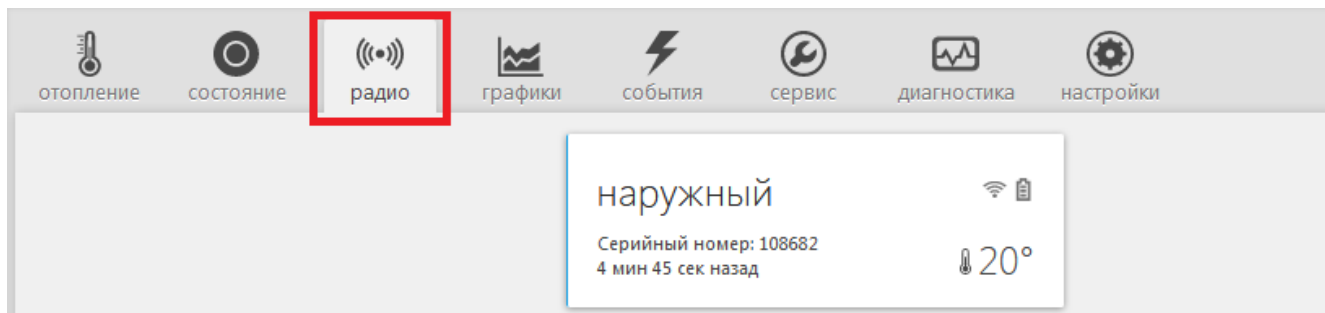 отопление состояние радио графики события сервис диагностика настройки
наружный
Серийный номер: 108682
4 мин 45 сек назад
20°